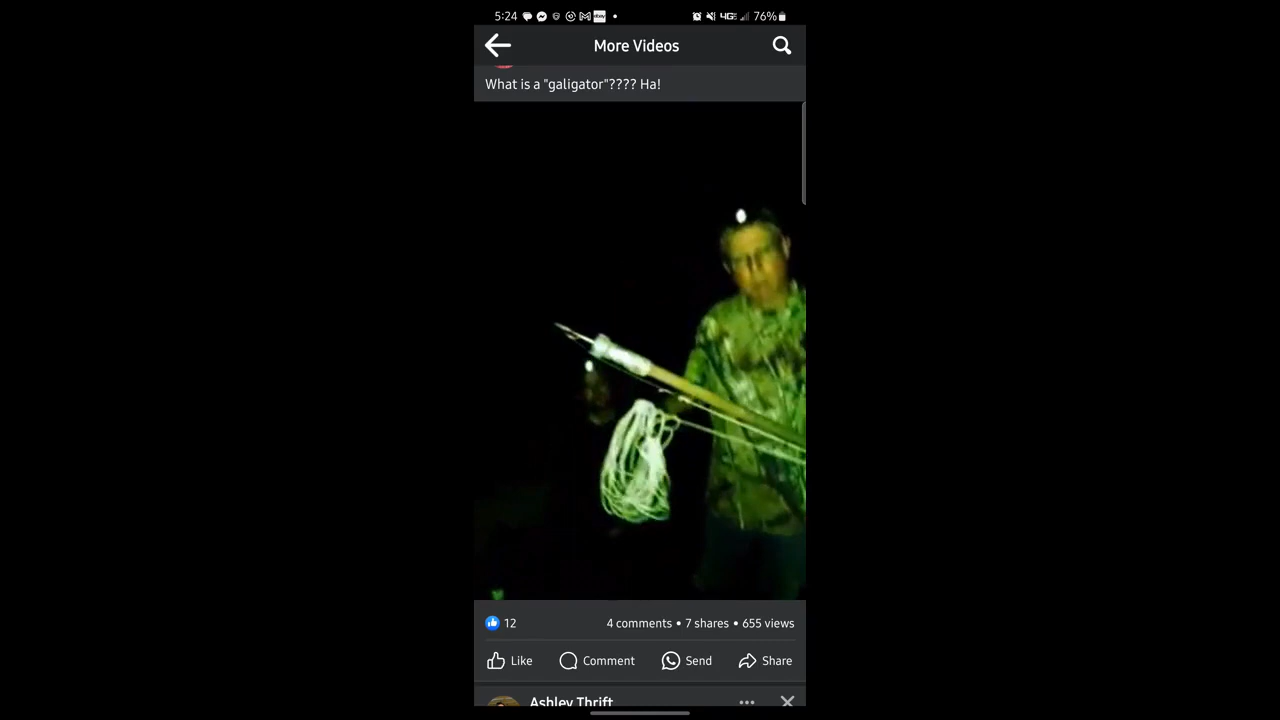 5:24 4G 76%
More Videos
What is a "galigator"???? Ha!
12 4 comments • 7 shares • 655 views
Like Comment Send Share
Ashley Thrift